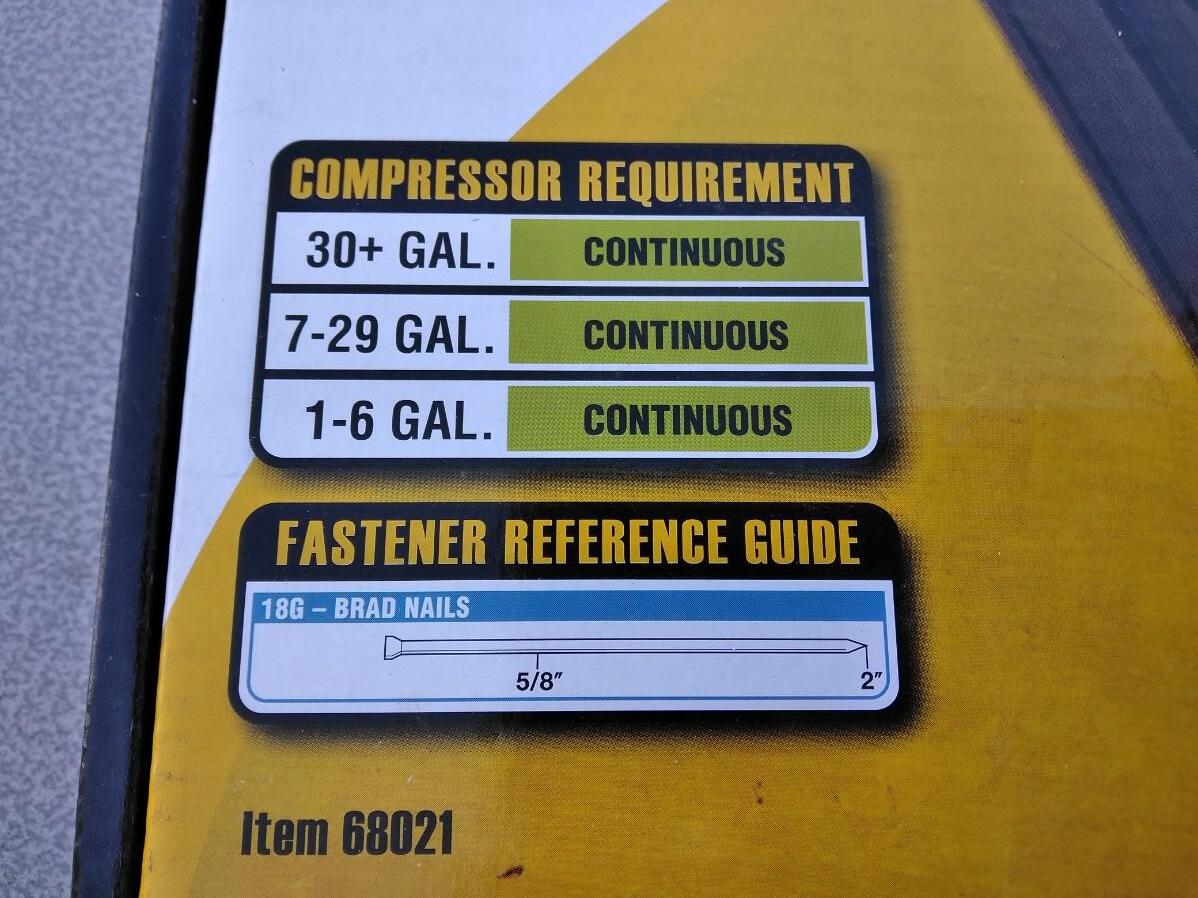 COMPRESSOR REQUIREMENT
30+ GAL. CONTINUOUS
7-29 GAL. CONTINUOUS
1-6 GAL. CONTINUOUS
FASTENER REFERENCE GUIDE
18G – BRAD NAILS
5/8″ 2″
Item 68021